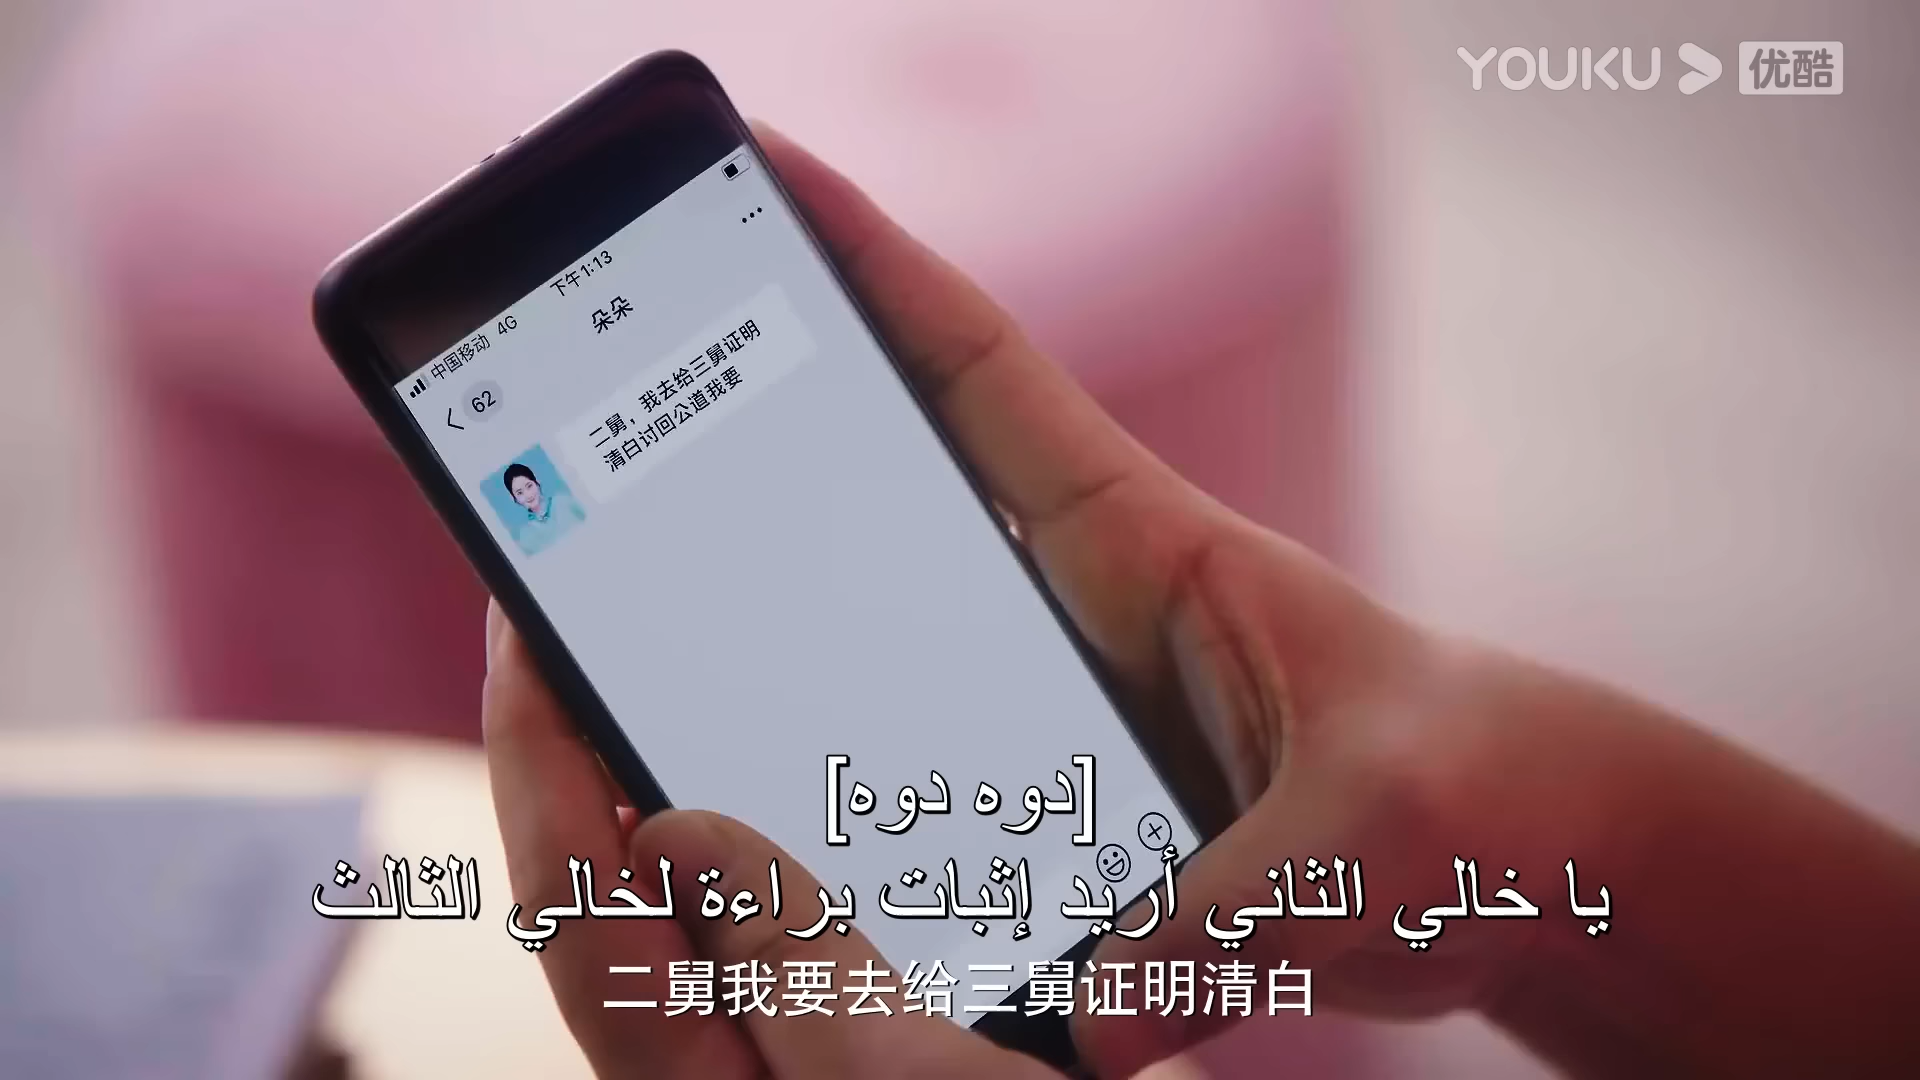 YOUKU 优酷
中国移动 4G 下午1:13
62 朵朵
二舅，我去给三舅证明
清白讨回公道我要
[دوه دوه]
يا خالي الثاني أريد إثبات براءة لخالي الثالث
二舅我要去给三舅证明清白